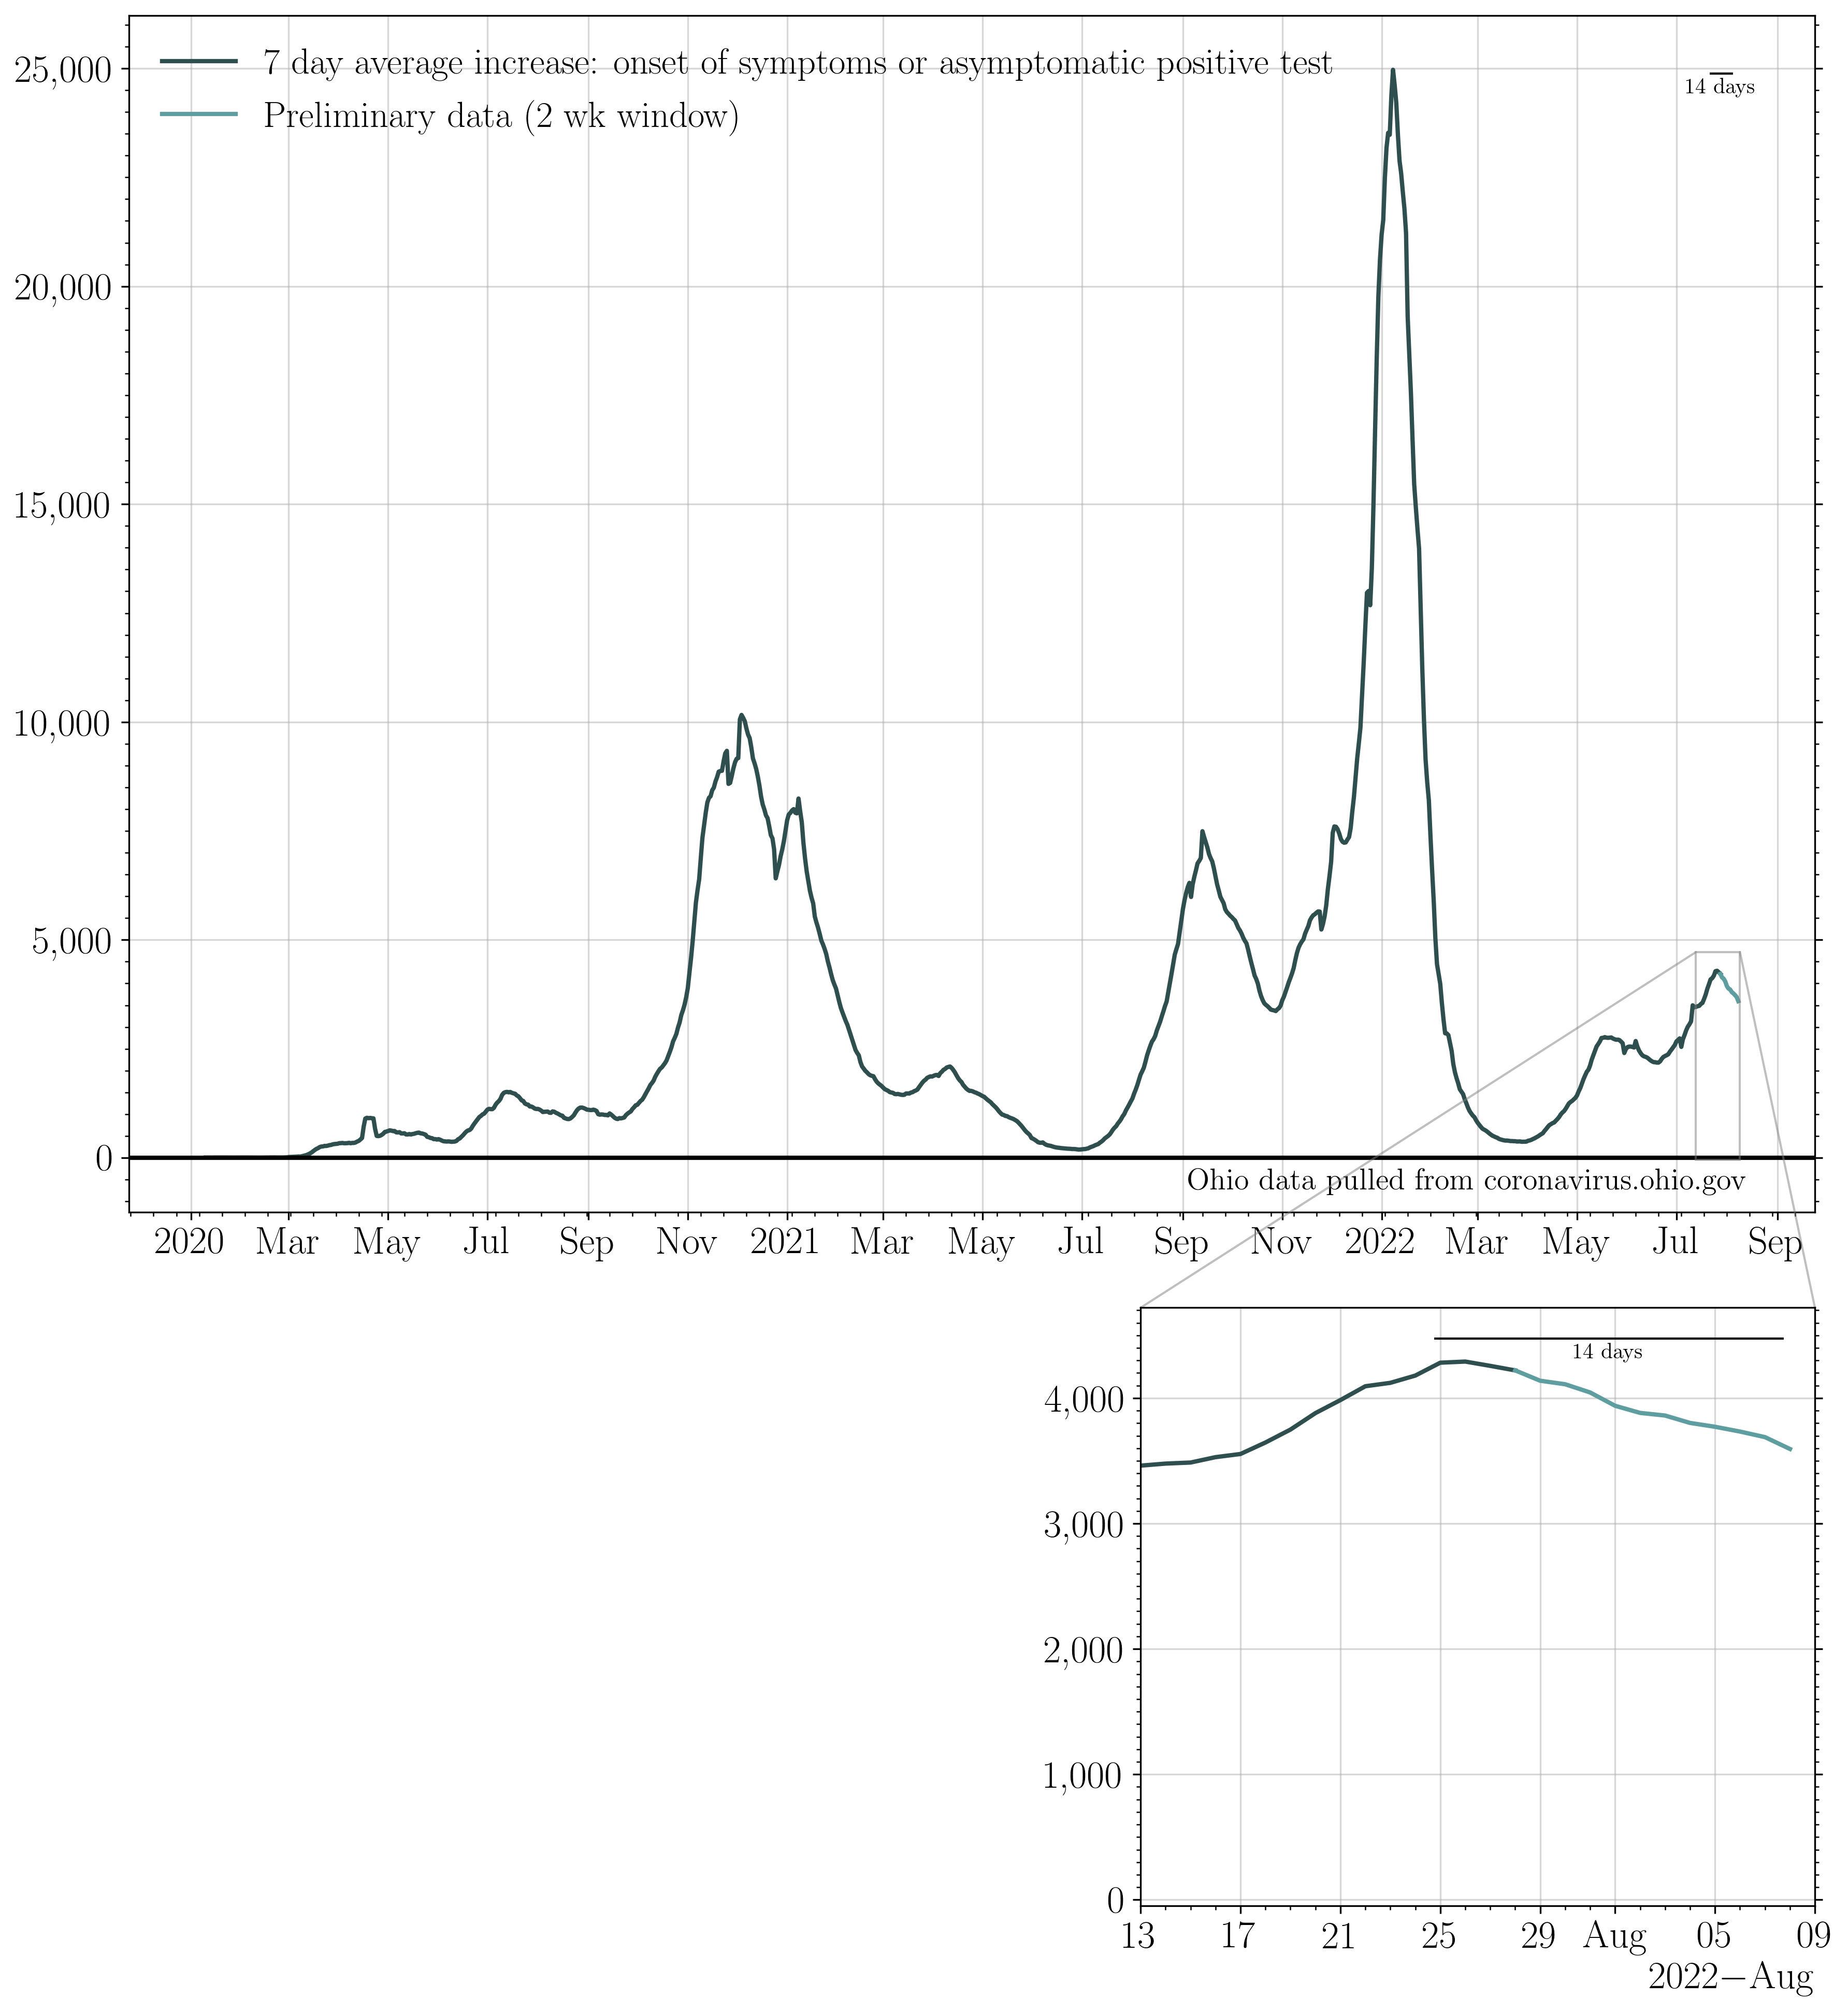 7 day average increase: onset of symptoms or asymptomatic positive test
Preliminary data (2 wk window)
14 days
25,000
20,000
15,000
10,000
5,000
0
Ohio data pulled from coronavirus.ohio.gov
2020 Mar May Jul Sep Nov 2021 Mar May Jul Sep Nov 2022 Mar May Jul Sep
14 days
4,000
3,000
2,000
1,000
0
13 17 21 25 29 Aug 05 09
2022−Aug